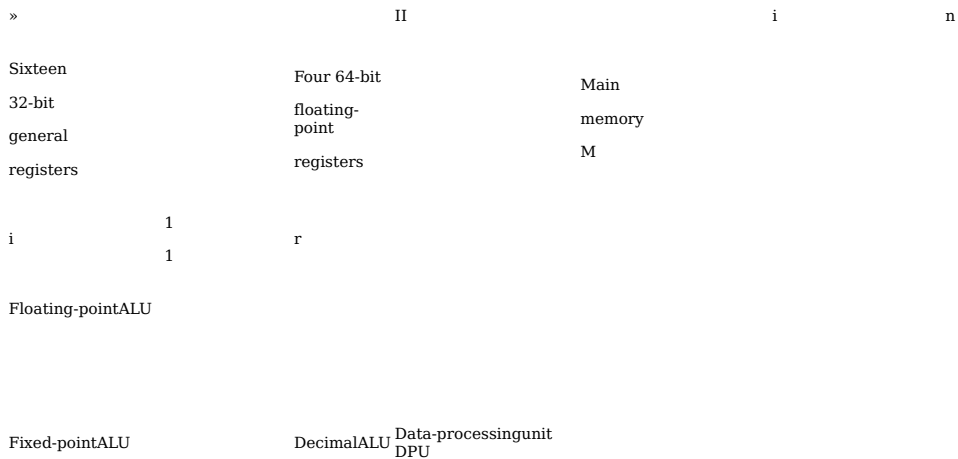 » II i n
Sixteen
32-bit
general
registers
Four 64-bit
floating-
point
registers
Main
memory
M
1
i r
1
Floating-pointALU
Fixed-pointALU DecimalALU Data-processingunit
DPU